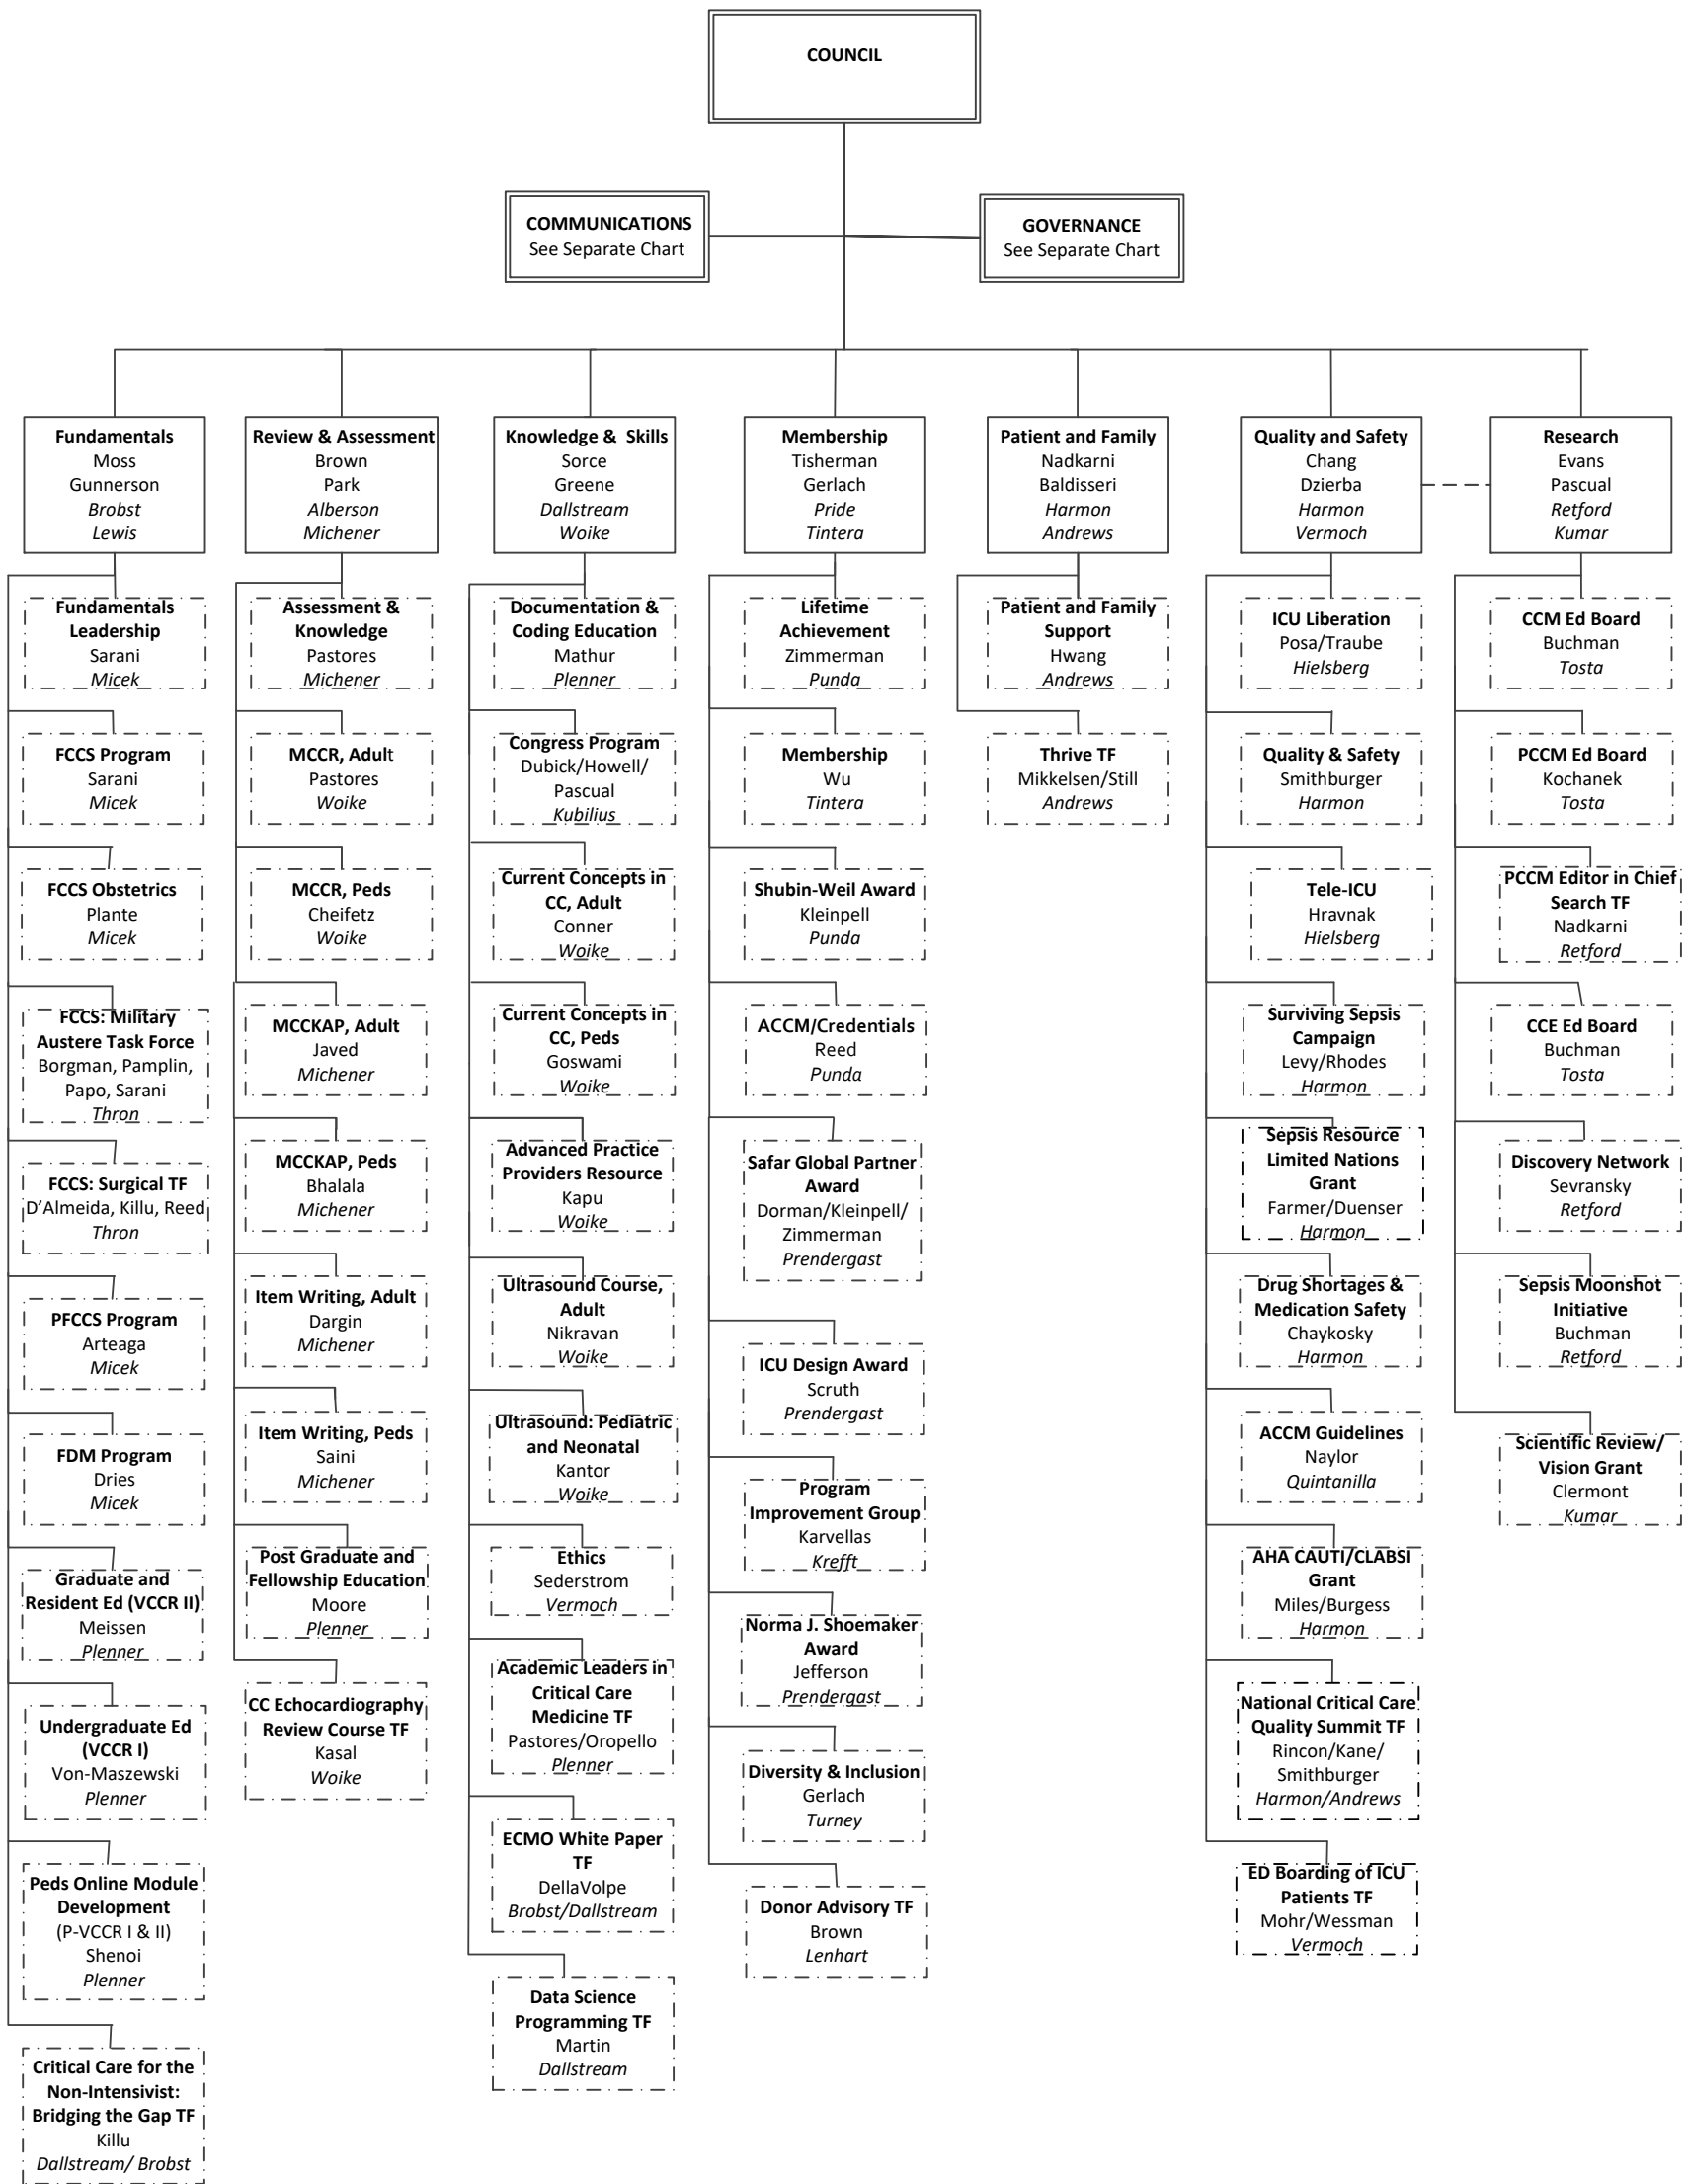 COUNCIL
COMMUNICATIONS
See Separate Chart
GOVERNANCE
See Separate Chart
Fundamentals
Moss
Gunnerson
Brobst
Lewis
Fundamentals
Leadership
Sarani
Micek
FCCS Program
Sarani
Micek
FCCS Obstetrics
Plante
Micek
FCCS: Military
Austere Task Force
Borgman, Pamplin,
Papo, Sarani
Thron
FCCS: Surgical TF
D’Almeida, Killu, Reed
Thron
PFCCS Program
Arteaga
Micek
FDM Program
Dries
Micek
Graduate and
Resident Ed (VCCR II)
Meissen
Plenner
Undergraduate Ed
(VCCR I)
Von-Maszewski
Plenner
Peds Online Module
Development
(P-VCCR I & II)
Shenoi
Plenner
Critical Care for the
Non-Intensivist:
Bridging the Gap TF
Killu
Dallstream/ Brobst
Review & Assessment
Brown
Park
Alberson
Michener
Assessment &
Knowledge
Pastores
Michener
MCCR, Adult
Pastores
Woike
MCCR, Peds
Cheifetz
Woike
MCCKAP, Adult
Javed
Michener
MCCKAP, Peds
Bhalala
Michener
Item Writing, Adult
Dargin
Michener
Item Writing, Peds
Saini
Michener
Post Graduate and
Fellowship Education
Moore
Plenner
CC Echocardiography
Review Course TF
Kasal
Woike
Knowledge & Skills
Sorce
Greene
Dallstream
Woike
Documentation &
Coding Education
Mathur
Plenner
Congress Program
Dubick/Howell/
Pascual
Kubilius
Current Concepts in
CC, Adult
Conner
Woike
Current Concepts in
CC, Peds
Goswami
Woike
Advanced Practice
Providers Resource
Kapu
Woike
Ultrasound Course,
Adult
Nikravan
Woike
Ultrasound: Pediatric
and Neonatal
Kantor
Woike
Ethics
Sederstrom
Vermoch
Academic Leaders in
Critical Care
Medicine TF
Pastores/Oropello
Plenner
ECMO White Paper
TF
DellaVolpe
Brobst/Dallstream
Data Science
Programming TF
Martin
Dallstream
Membership
Tisherman
Gerlach
Pride
Tintera
Lifetime
Achievement
Zimmerman
Punda
Membership
Wu
Tintera
Shubin-Weil Award
Kleinpell
Punda
ACCM/Credentials
Reed
Punda
Safar Global Partner
Award
Dorman/Kleinpell/
Zimmerman
Prendergast
ICU Design Award
Scruth
Prendergast
Program
Improvement Group
Karvellas
Krefft
Norma J. Shoemaker
Award
Jefferson
Prendergast
Diversity & Inclusion
Gerlach
Turney
Donor Advisory TF
Brown
Lenhart
Patient and Family
Nadkarni
Baldisseri
Harmon
Andrews
Patient and Family
Support
Hwang
Andrews
Thrive TF
Mikkelsen/Still
Andrews
Quality and Safety
Chang
Dzierba
Harmon
Vermoch
ICU Liberation
Posa/Traube
Hielsberg
Quality & Safety
Smithburger
Harmon
Tele-ICU
Hravnak
Hielsberg
Surviving Sepsis
Campaign
Levy/Rhodes
Harmon
Sepsis Resource
Limited Nations
Grant
Farmer/Duenser
Harmon
Drug Shortages &
Medication Safety
Chaykosky
Harmon
ACCM Guidelines
Naylor
Quintanilla
AHA CAUTI/CLABSI
Grant
Miles/Burgess
Harmon
National Critical Care
Quality Summit TF
Rincon/Kane/
Smithburger
Harmon/Andrews
ED Boarding of ICU
Patients TF
Mohr/Wessman
Vermoch
Research
Evans
Pascual
Retford
Kumar
CCM Ed Board
Buchman
Tosta
PCCM Ed Board
Kochanek
Tosta
PCCM Editor in Chief
Search TF
Nadkarni
Retford
CCE Ed Board
Buchman
Tosta
Discovery Network
Sevransky
Retford
Sepsis Moonshot
Initiative
Buchman
Retford
Scientific Review/
Vision Grant
Clermont
Kumar